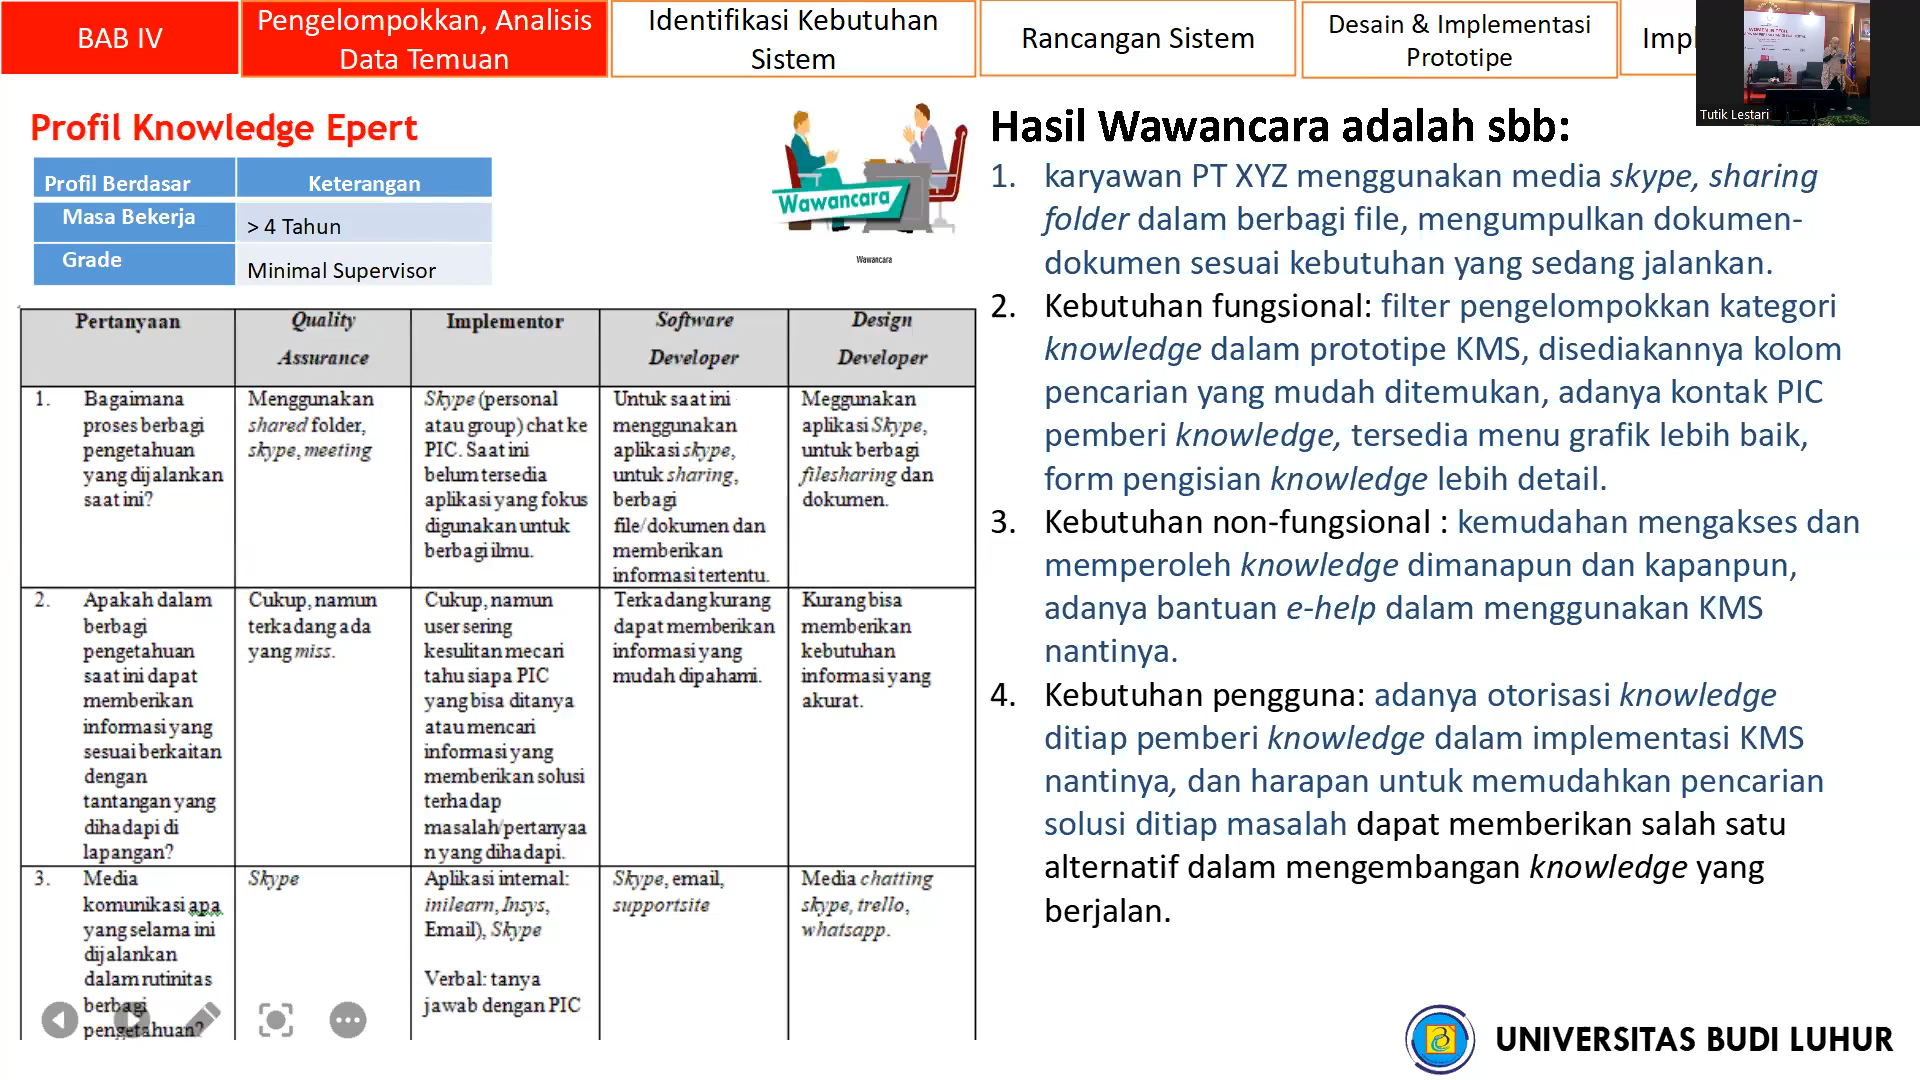 BAB IV
Pengelompokkan, Analisis
Data Temuan
Identifikasi Kebutuhan
Sistem
Rancangan Sistem
Desain & Implementasi
Prototipe
Impl
Tutik Lestari
Profil Knowledge Epert
Profil Berdasar
Keterangan
Masa Bekerja
> 4 Tahun
Grade
Minimal Supervisor
Wawancara
Wawancara
Pertanyaan
Quality
Assurance
Implementor
Software
Developer
Design
Developer
1. Bagaimana
proses berbagi
pengetahuan
yang dijalankan
saat ini?
Menggunakan
shared folder,
skype, meeting
Skype (personal
atau group) chat ke
PIC. Saat ini
belum tersedia
aplikasi yang fokus
digunakan untuk
berbagi ilmu.
Untuk saat ini
menggunakan
aplikasi skype,
untuk sharing,
berbagi
file/dokumen dan
memberikan
informasi tertentu.
Meggunakan
aplikasi Skype,
untuk berbagi
filesharing dan
dokumen.
2. Apakah dalam
berbagi
pengetahuan
saat ini dapat
memberikan
informasi yang
sesuai berkaitan
dengan
tantangan yang
dihadapi di
lapangan?
Cukup, namun
terkadang ada
yang miss.
Cukup, namun
user sering
kesulitan mecari
tahu siapa PIC
yang bisa ditanya
atau mencari
informasi yang
memberikan solusi
terhadap
masalah/pertanyaa
n yang dihadapi.
Terkadang kurang
dapat memberikan
informasi yang
mudah dipahami.
Kurang bisa
memberikan
kebutuhan
informasi yang
akurat.
3. Media
komunikasi apa
yang selama ini
dijalankan
dalam rutinitas
berbagi
pengetahuan?
Skype
Aplikasi internal:
inilearn, Insys,
Email), Skype
Verbal: tanya
jawab dengan PIC
Skype, email,
supportsite
Media chatting
skype, trello,
whatsapp.
Hasil Wawancara adalah sbb:
1. karyawan PT XYZ menggunakan media skype, sharing
folder dalam berbagi file, mengumpulkan dokumen-
dokumen sesuai kebutuhan yang sedang jalankan.
2. Kebutuhan fungsional: filter pengelompokkan kategori
knowledge dalam prototipe KMS, disediakannya kolom
pencarian yang mudah ditemukan, adanya kontak PIC
pemberi knowledge, tersedia menu grafik lebih baik,
form pengisian knowledge lebih detail.
3. Kebutuhan non-fungsional : kemudahan mengakses dan
memperoleh knowledge dimanapun dan kapanpun,
adanya bantuan e-help dalam menggunakan KMS
nantinya.
4. Kebutuhan pengguna: adanya otorisasi knowledge
ditiap pemberi knowledge dalam implementasi KMS
nantinya, dan harapan untuk memudahkan pencarian
solusi ditiap masalah dapat memberikan salah satu
alternatif dalam mengembangan knowledge yang
berjalan.
UNIVERSITAS BUDI LUHUR